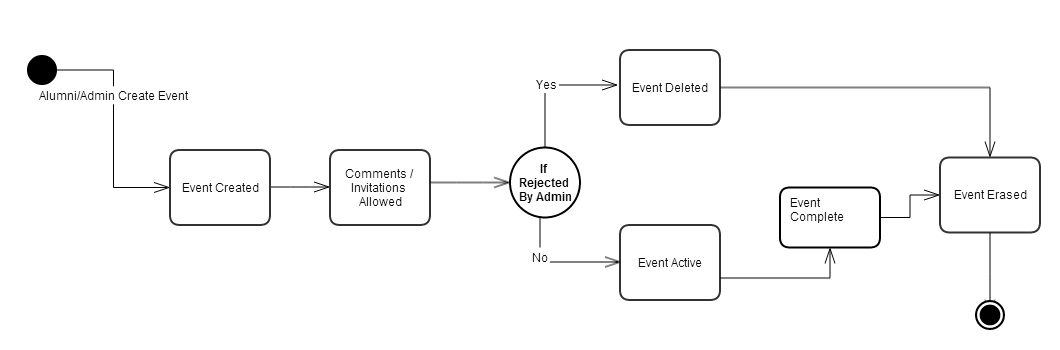 Alumni/Admin Create Event
Event Created
Comments /
Invitations
Allowed
If
Rejected
By Admin
Yes
Event Deleted
No
Event Active
Event
Complete
Event Erased